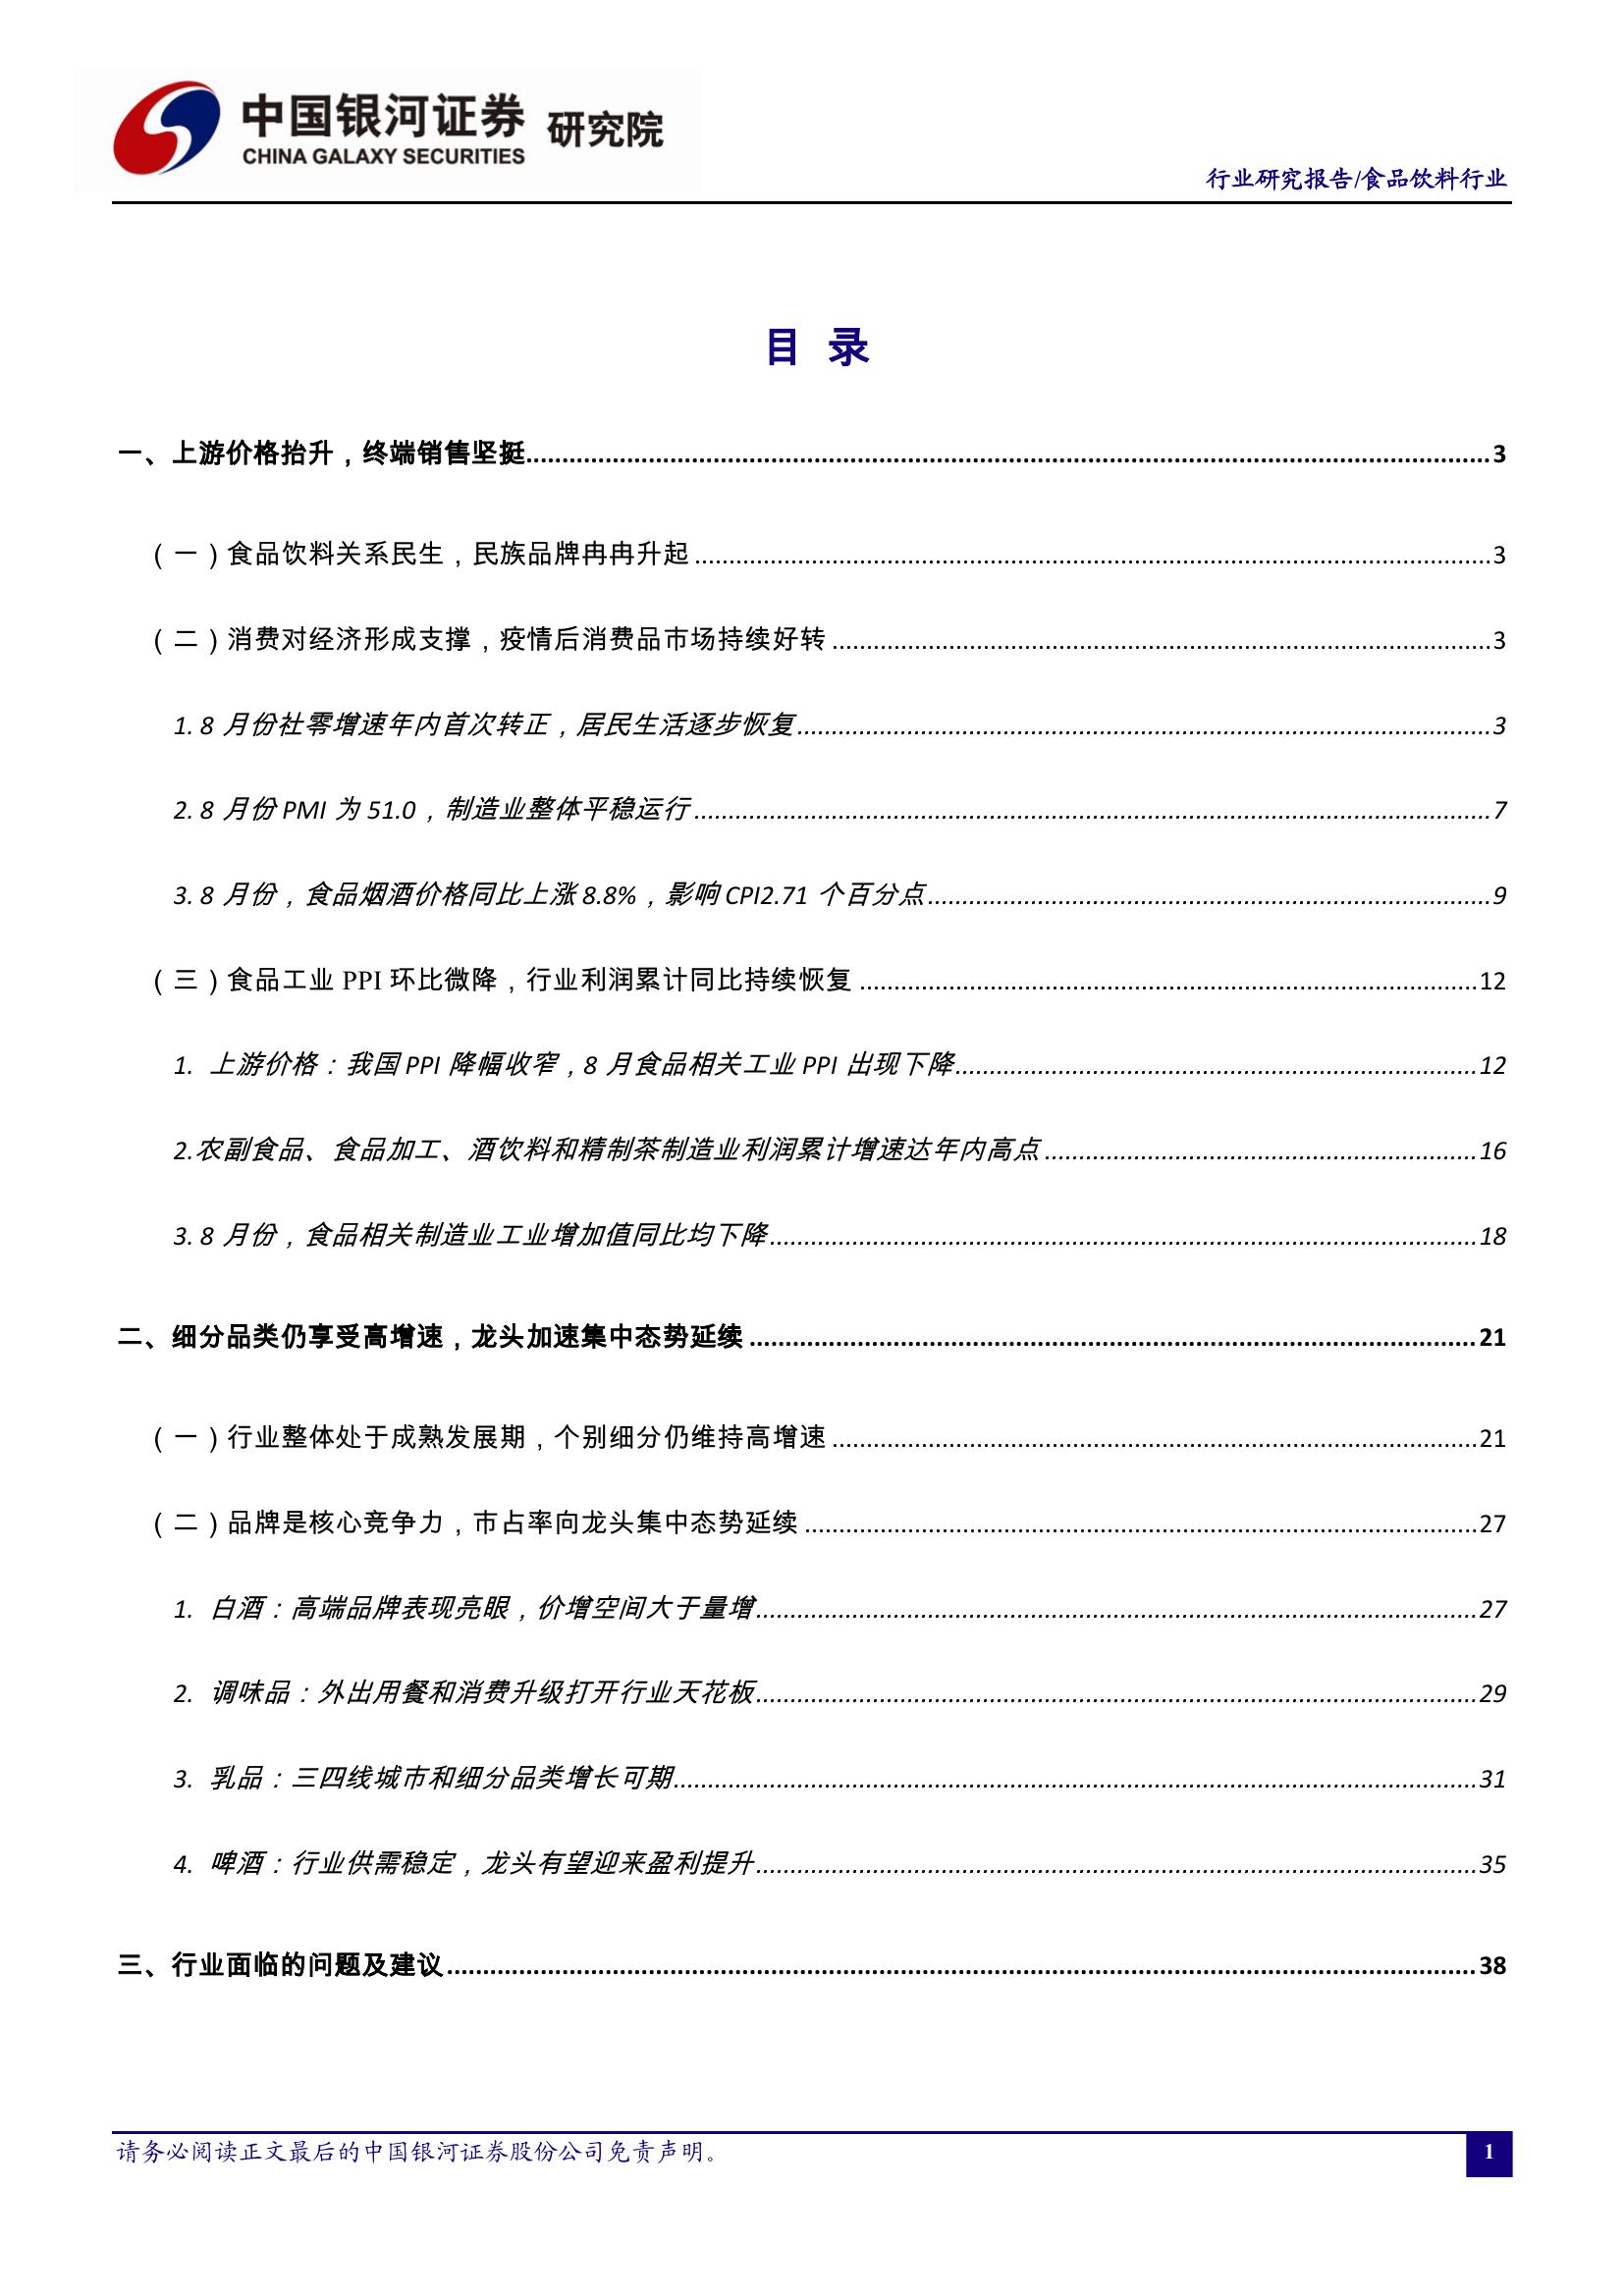 中国银河证券 研究院
CHINA GALAXY SECURITIES
行业研究报告/食品饮料行业
目 录
一、上游价格抬升，终端销售坚挺........................................3
（一）食品饮料关系民生，民族品牌冉冉升起........................................3
（二）消费对经济形成支撑，疫情后消费品市场持续好转........................................3
1. 8 月份社零增速年内首次转正，居民生活逐步恢复........................................3
2. 8 月份 PMI 为 51.0，制造业整体平稳运行........................................7
3. 8 月份，食品烟酒价格同比上涨 8.8%，影响 CPI2.71 个百分点........................................9
（三）食品工业 PPI 环比微降，行业利润累计同比持续恢复........................................12
1. 上游价格：我国 PPI 降幅收窄，8 月食品相关工业 PPI 出现下降........................................12
2.农副食品、食品加工、酒饮料和精制茶制造业利润累计增速达年内高点........................................16
3. 8 月份，食品相关制造业工业增加值同比均下降........................................18
二、细分品类仍享受高增速，龙头加速集中态势延续........................................21
（一）行业整体处于成熟发展期，个别细分仍维持高增速........................................21
（二）品牌是核心竞争力，市占率向龙头集中态势延续........................................27
1. 白酒：高端品牌表现亮眼，价增空间大于量增........................................27
2. 调味品：外出用餐和消费升级打开行业天花板........................................29
3. 乳品：三四线城市和细分品类增长可期........................................31
4. 啤酒：行业供需稳定，龙头有望迎来盈利提升........................................35
三、行业面临的问题及建议........................................38
请务必阅读正文最后的中国银河证券股份公司免责声明。
1